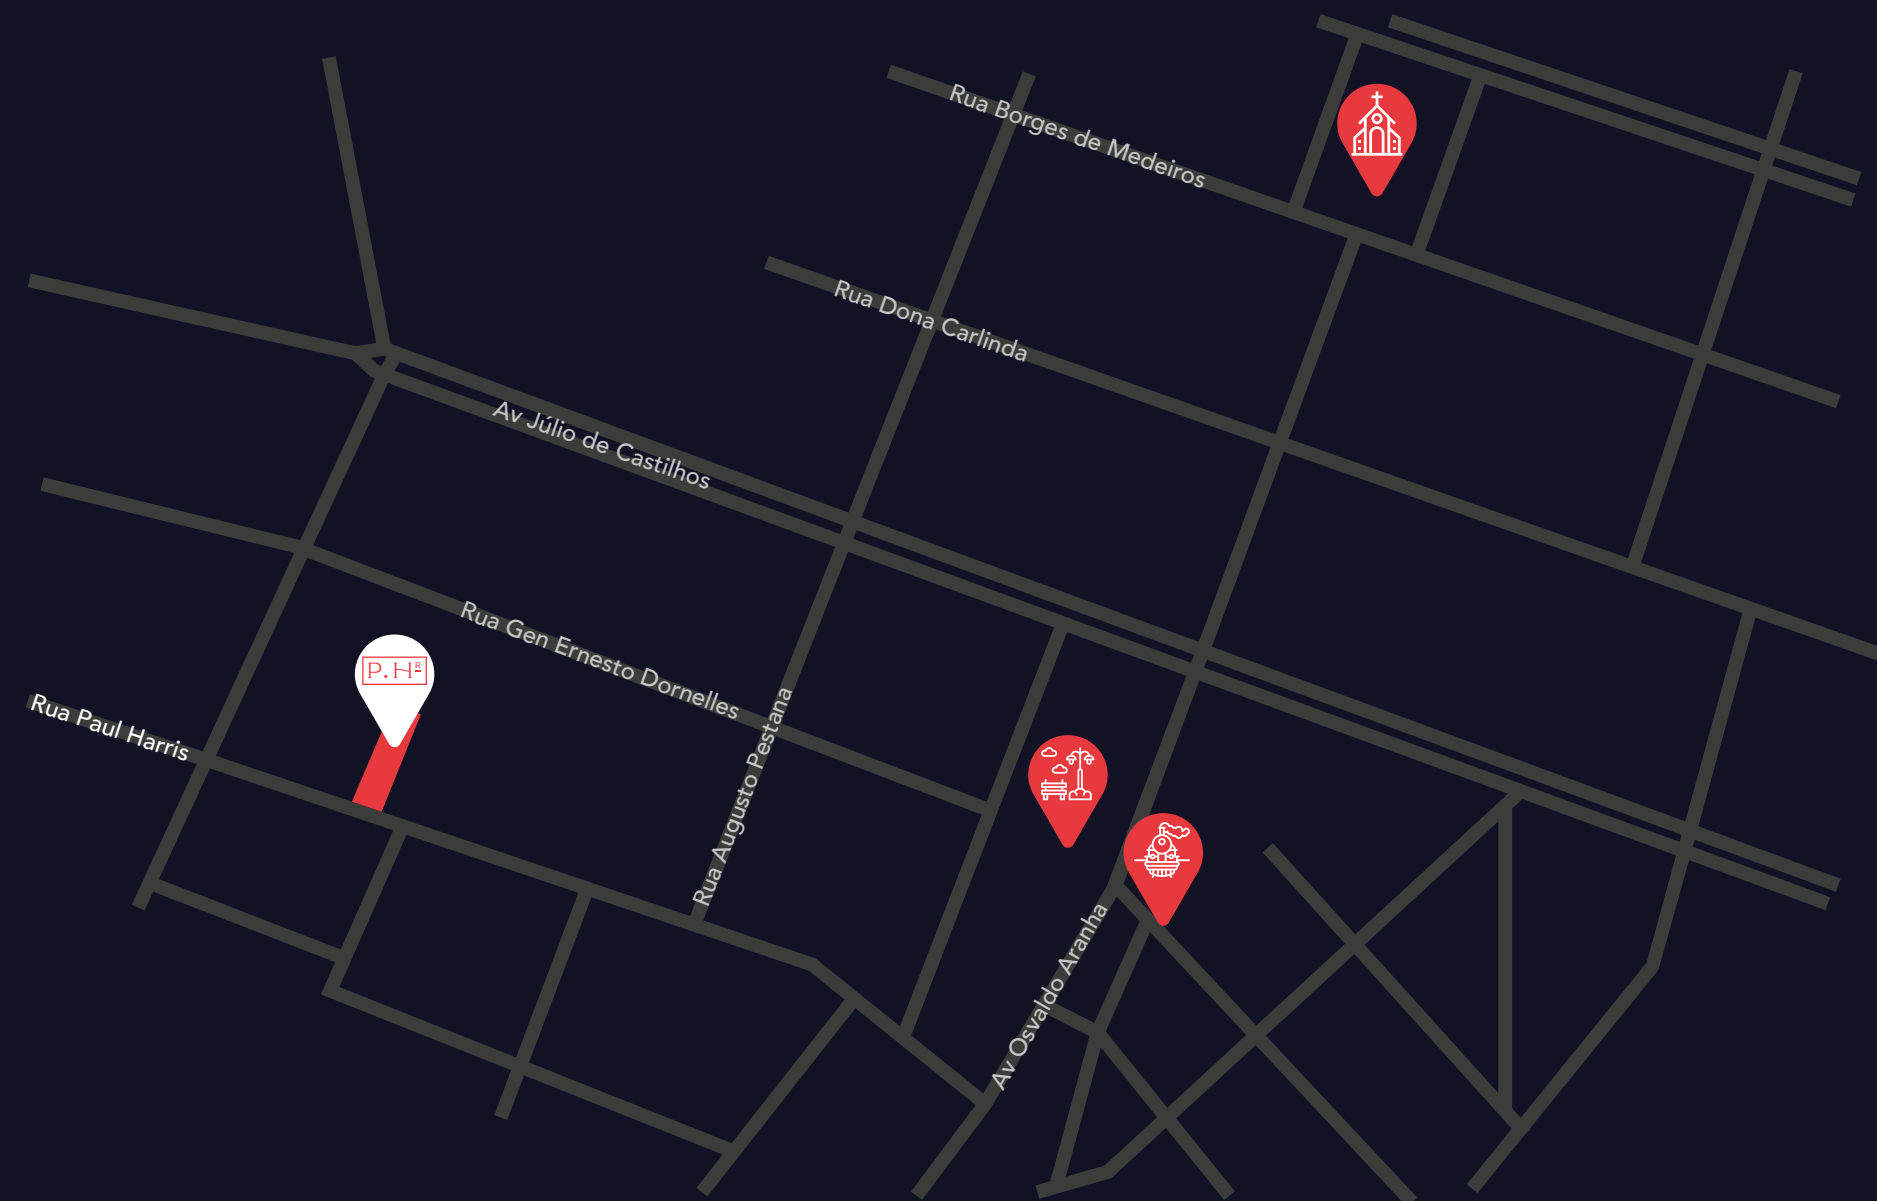 Rua Borges de Medeiros
Rua Dona Carlinda
Av Júlio de Castilhos
Rua Gen Ernesto Dornelles
P.HR
Rua Paul Harris
Rua Augusto Pestana
Av Osvaldo Aranha